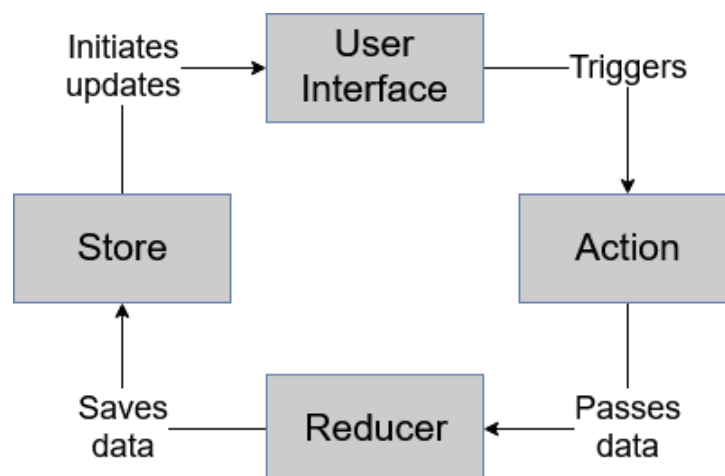 Initiates
updates
User
Interface
Triggers
Store
Action
Saves
data
Reducer
Passes
data